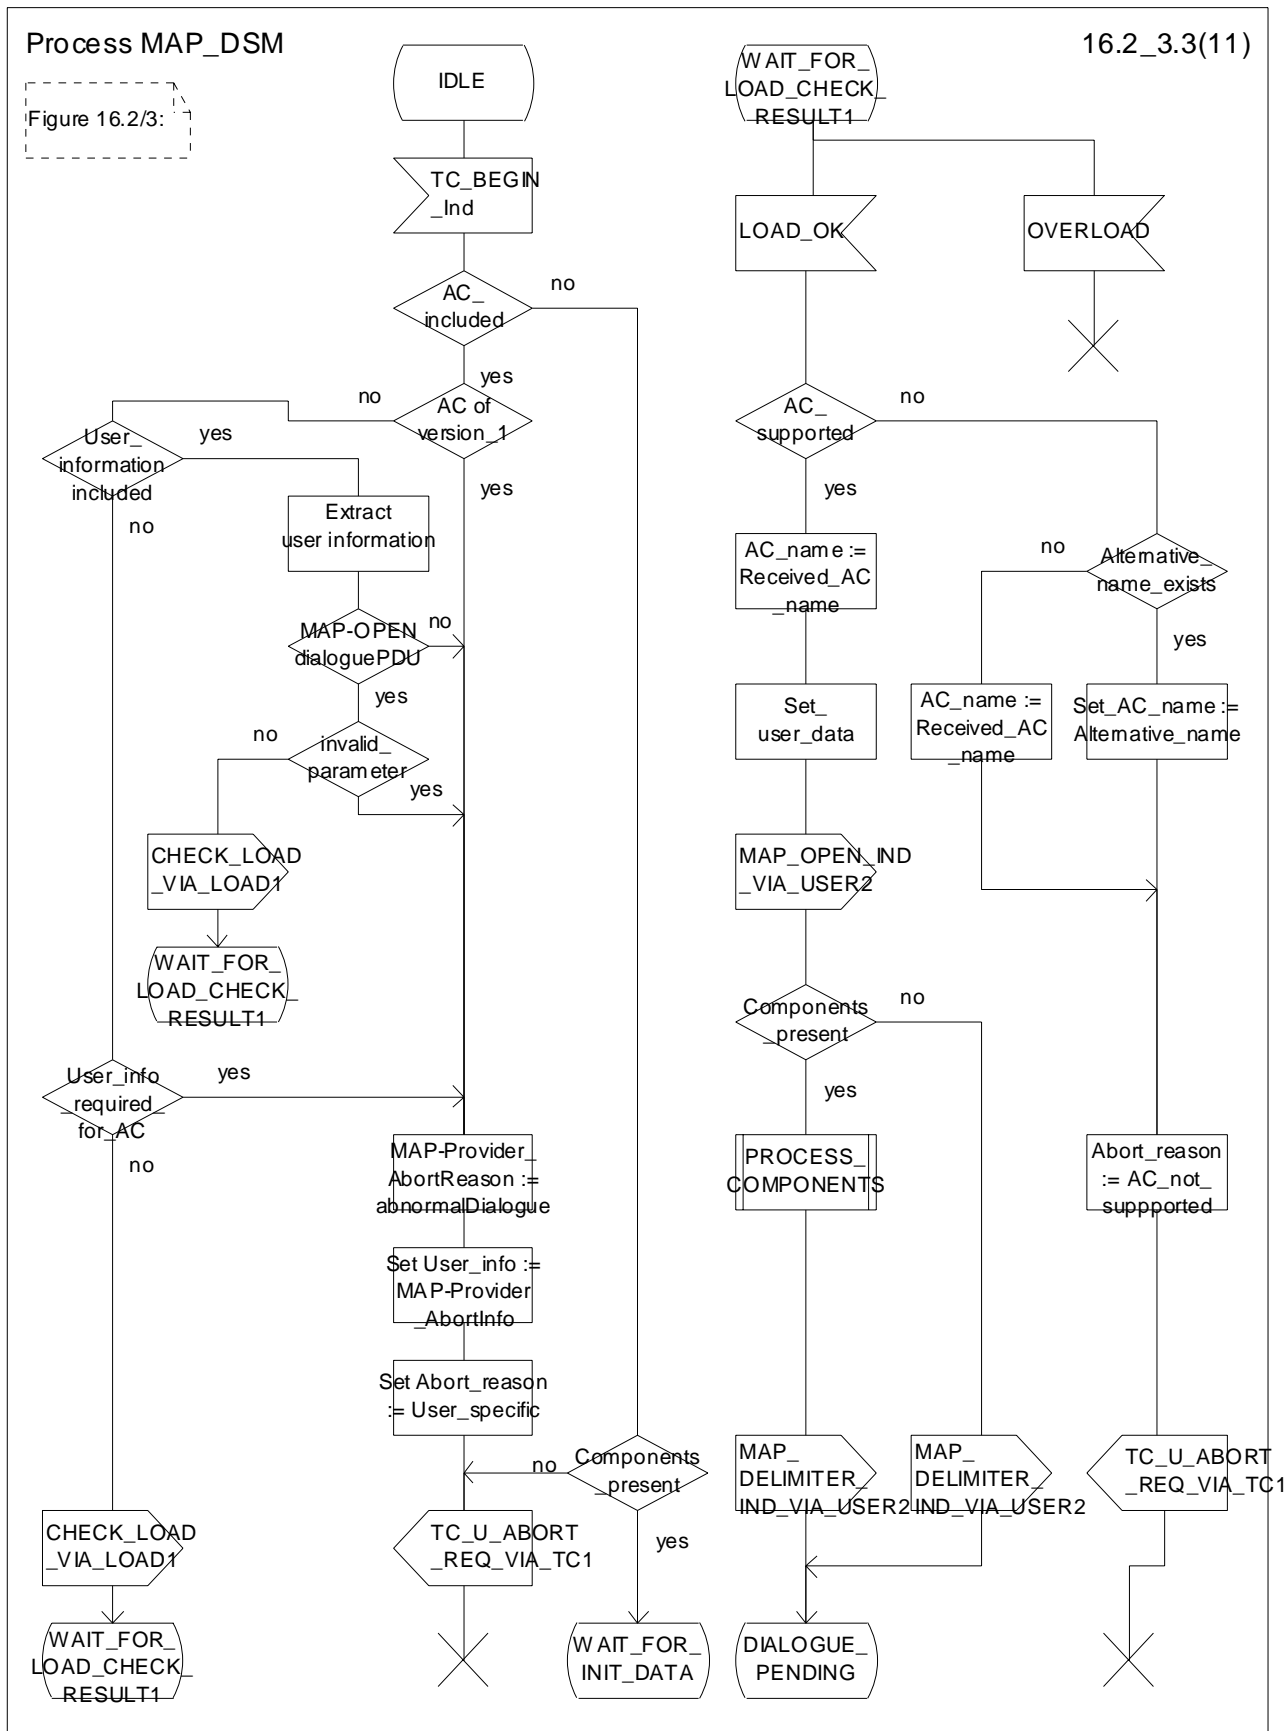 Process MAP_DSM
16.2_3.3(11)
Figure 16.2/3:
IDLE
TC_BEGIN
_Ind
AC_
included
no
yes
AC of
version_1
no
yes
User_
information
included
yes
no
Extract
user information
MAP-OPEN
dialoguePDU
no
yes
invalid_
parameter
no
yes
CHECK_LOAD
_VIA_LOAD1
WAIT_FOR_
LOAD_CHECK_
RESULT1
User_info
_required_
for_AC
yes
no
MAP-Provider_
AbortReason :=
abnormalDialogue
Set User_info :=
MAP-Provider
_AbortInfo
Set Abort_reason
:= User_specific
Components
_present
no
yes
CHECK_LOAD
_VIA_LOAD1
TC_U_ABORT
_REQ_VIA_TC1
WAIT_FOR_
LOAD_CHECK_
RESULT1
WAIT_FOR_
INIT_DATA
WAIT_FOR_
LOAD_CHECK_
RESULT1
LOAD_OK
OVERLOAD
AC_
supported
no
yes
AC_name :=
Received_AC
_name
Alternative_
name_exists
no
yes
Set_
user_data
AC_name :=
Received_AC
_name
Set_AC_name :=
Alternative_name
MAP_OPEN_IND
_VIA_USER2
Components
_present
no
yes
PROCESS_
COMPONENTS
Abort_reason
:= AC_not_
suppported
MAP_
DELIMITER_
IND_VIA_USER2
MAP_
DELIMITER_
IND_VIA_USER2
TC_U_ABORT
_REQ_VIA_TC1
DIALOGUE_
PENDING